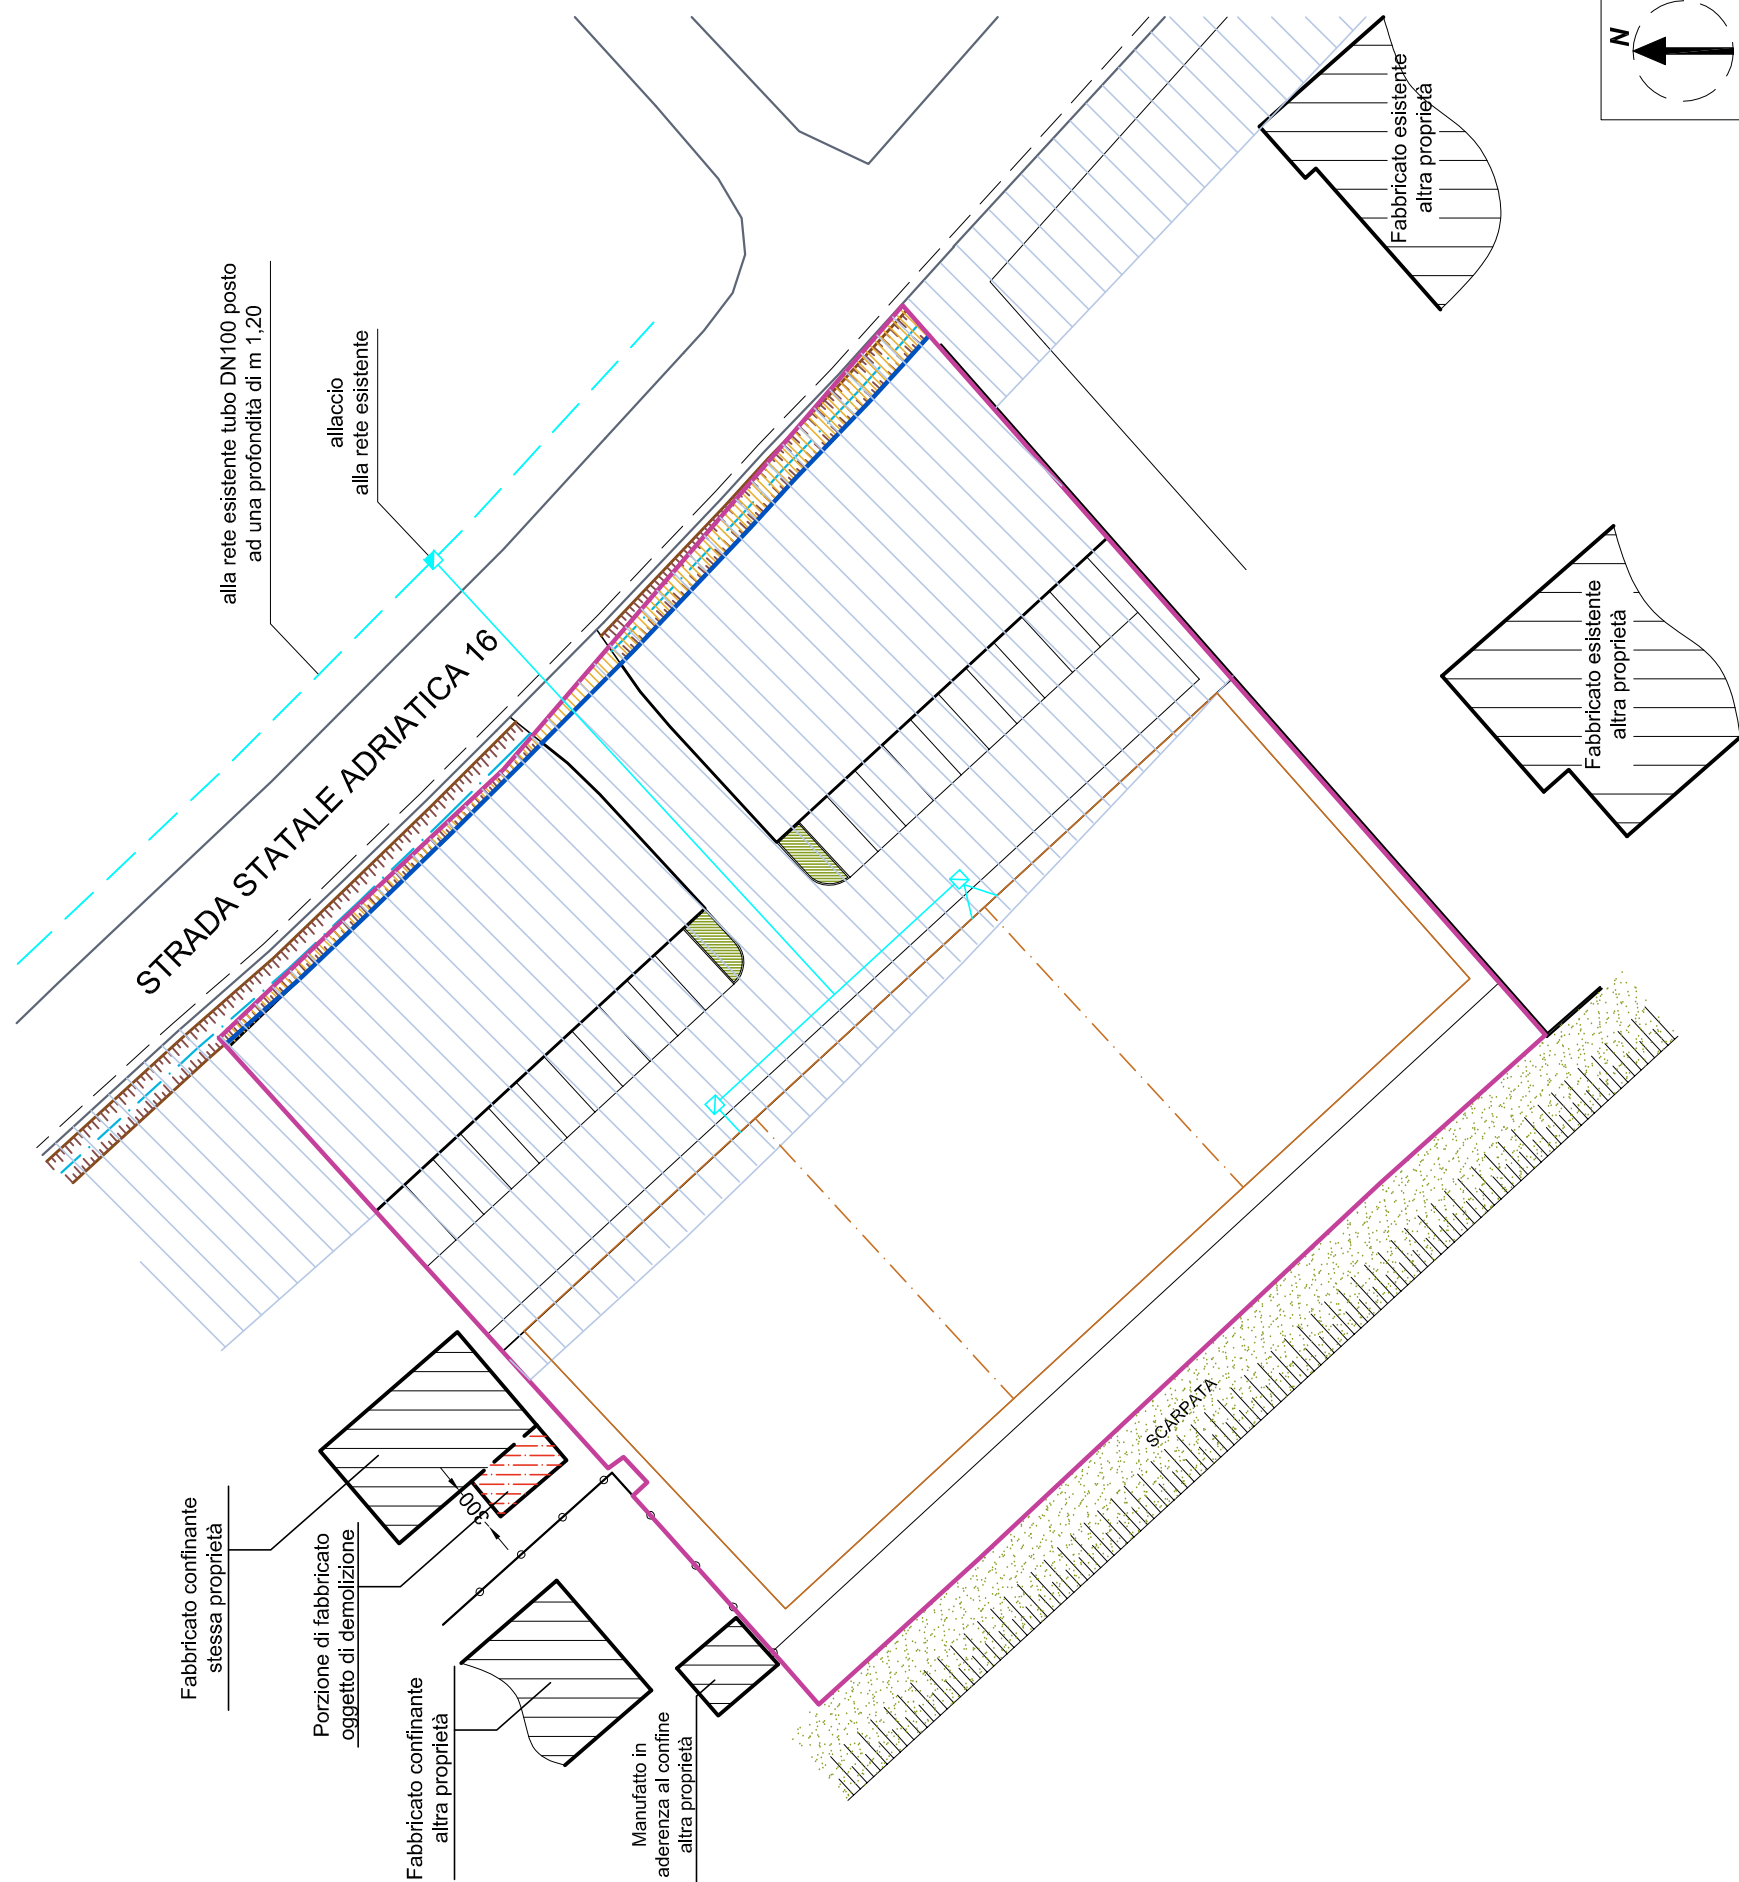 N
Fabbricato esistente
altra proprietà
alla rete esistente tubo DN100 posto
ad una profondità di m 1,20
allaccio
alla rete esistente
STRADA STATALE ADRIATICA 16
Fabbricato esistente
altra proprietà
SCARPATA
Fabbricato confinante
stessa proprietà
300
Porzione di fabbricato
oggetto di demolizione
Fabbricato confinante
altra proprietà
Manufatto in
aderenza al confine
altra proprietà